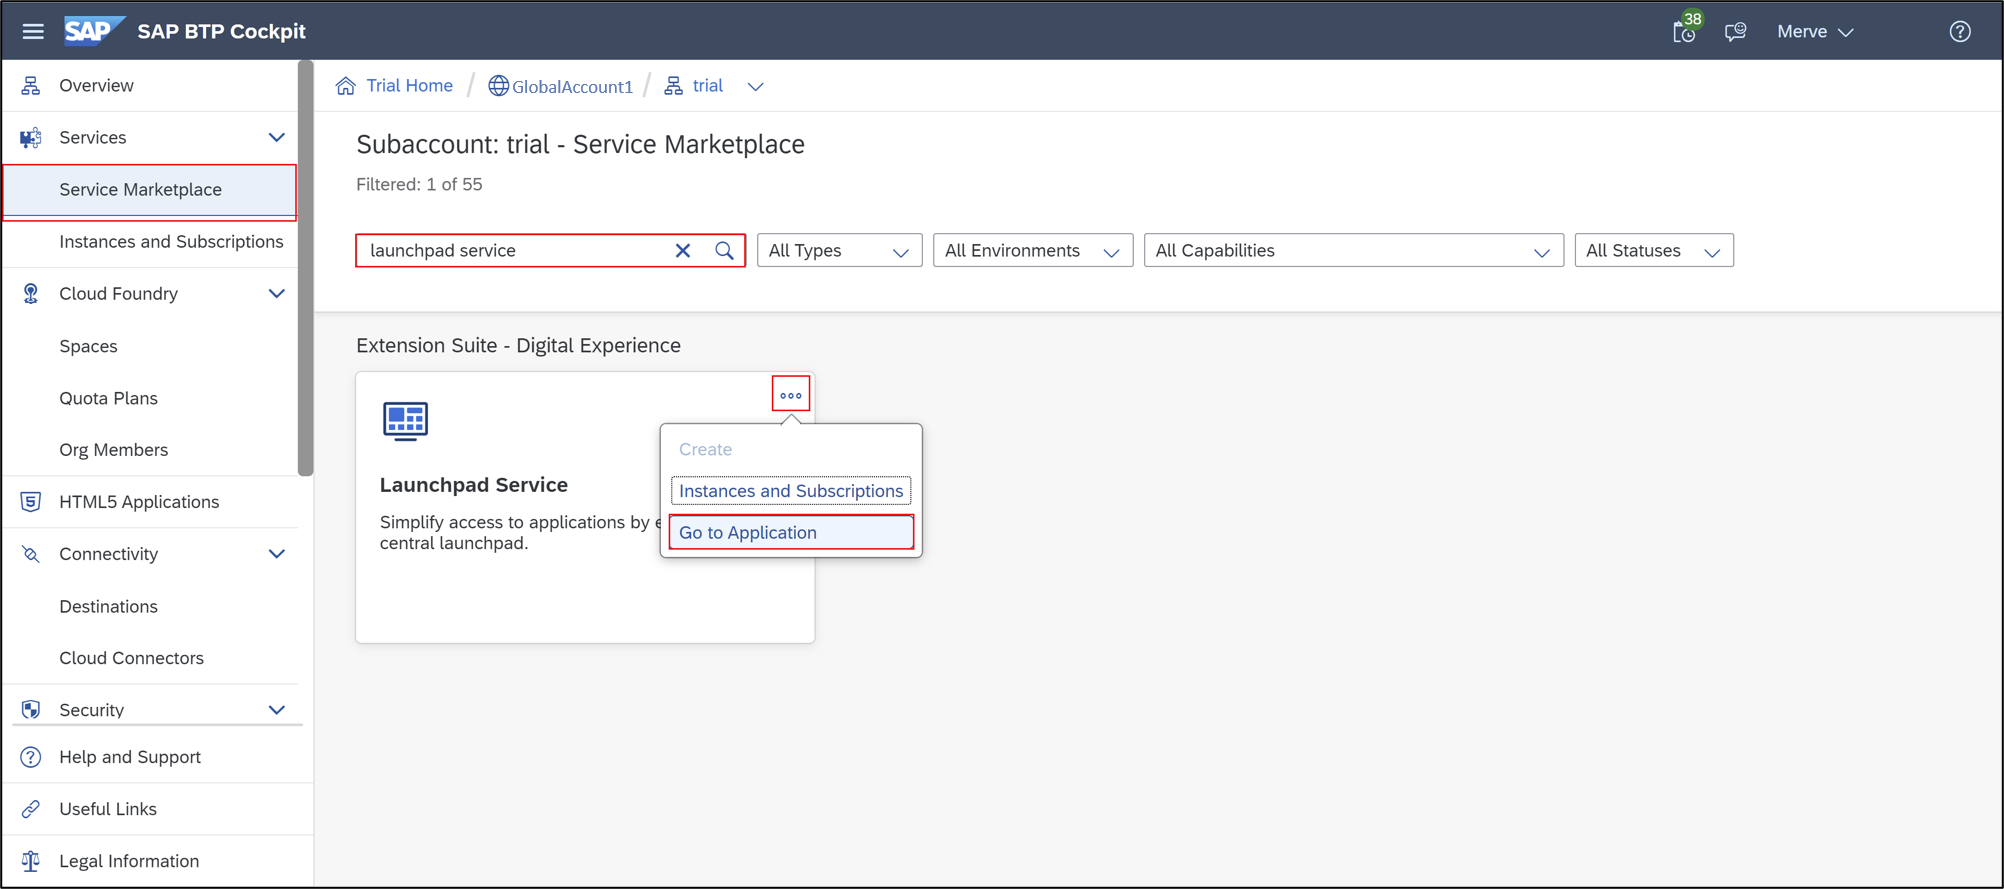 SAP SAP BTP Cockpit
38
Merve
Overview
Services
Service Marketplace
Instances and Subscriptions
Cloud Foundry
Spaces
Quota Plans
Org Members
HTML5 Applications
Connectivity
Destinations
Cloud Connectors
Security
Help and Support
Useful Links
Legal Information
Trial Home / GlobalAccount1 / trial
Subaccount: trial - Service Marketplace
Filtered: 1 of 55
launchpad service
All Types
All Environments
All Capabilities
All Statuses
Extension Suite - Digital Experience
Launchpad Service
Simplify access to applications by e
central launchpad.
Create
Instances and Subscriptions
Go to Application